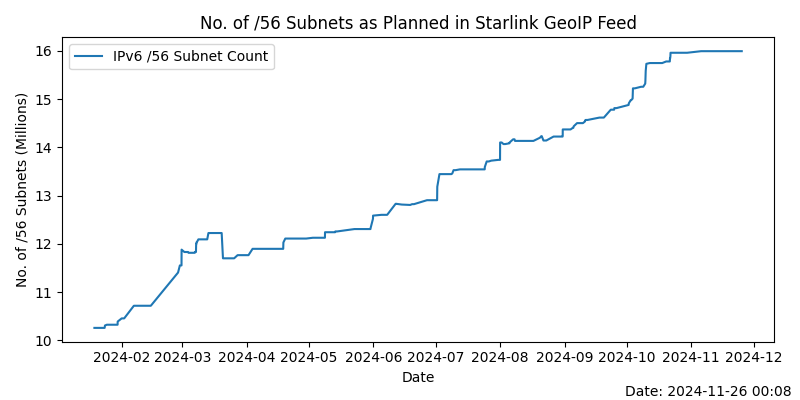 No. of /56 Subnets as Planned in Starlink GeoIP Feed
IPv6 /56 Subnet Count
No. of /56 Subnets (Millions)
16
15
14
13
12
11
10
2024-02 2024-03 2024-04 2024-05 2024-06 2024-07 2024-08 2024-09 2024-10 2024-11 2024-12
Date
Date: 2024-11-26 00:08